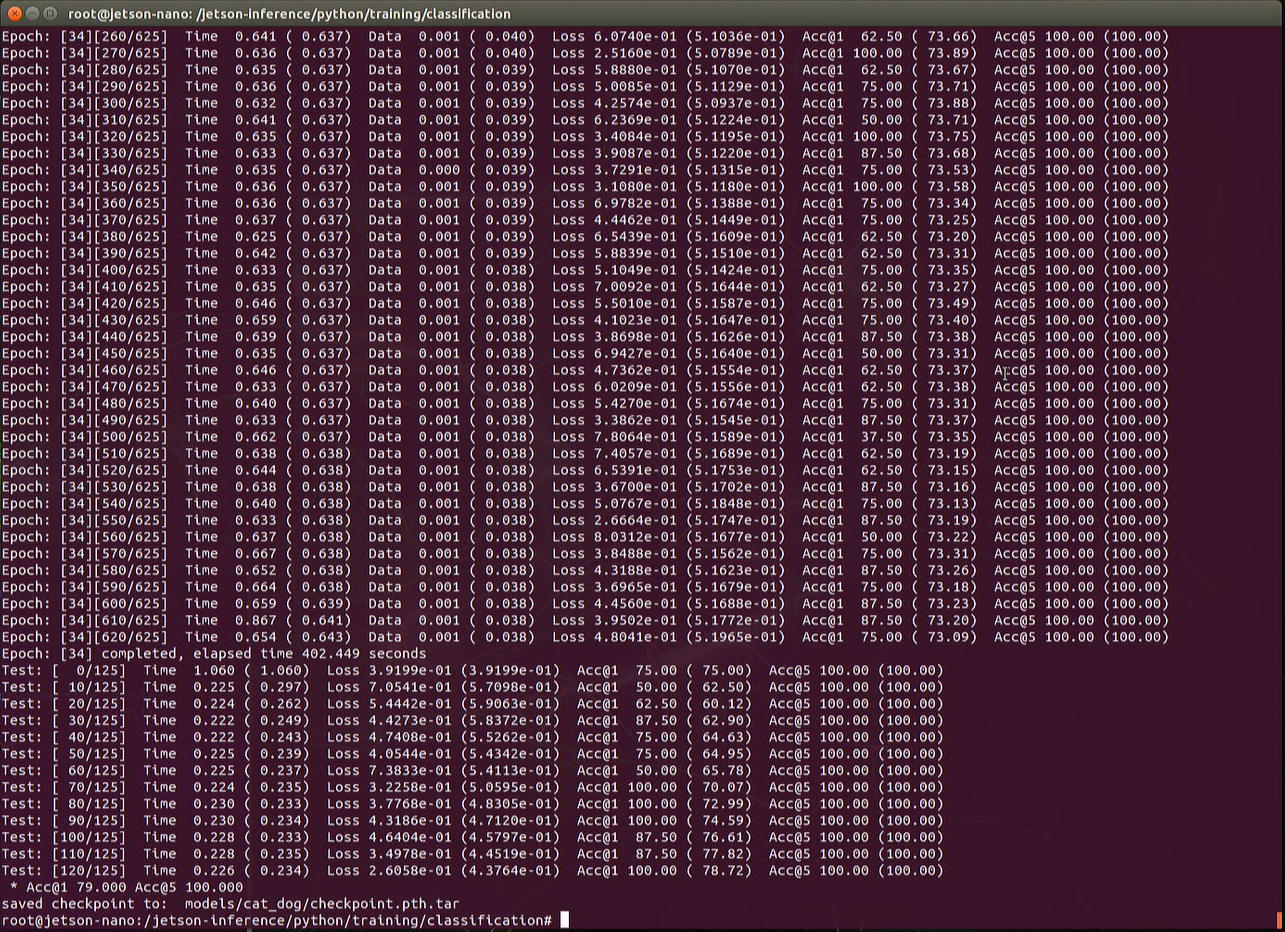 root@jetson-nano: /jetson-inference/python/training/classification
Epoch: [34][260/625]  Time  0.641 ( 0.637)  Data  0.001 ( 0.040)  Loss 6.0740e-01 (5.1036e-01)  Acc@1  62.50 ( 73.66)  Acc@5 100.00 (100.00)
Epoch: [34][270/625]  Time  0.636 ( 0.637)  Data  0.001 ( 0.040)  Loss 2.5160e-01 (5.0789e-01)  Acc@1 100.00 ( 73.89)  Acc@5 100.00 (100.00)
Epoch: [34][280/625]  Time  0.635 ( 0.637)  Data  0.001 ( 0.039)  Loss 5.8880e-01 (5.1070e-01)  Acc@1  62.50 ( 73.67)  Acc@5 100.00 (100.00)
Epoch: [34][290/625]  Time  0.636 ( 0.637)  Data  0.001 ( 0.039)  Loss 5.0085e-01 (5.1129e-01)  Acc@1  75.00 ( 73.71)  Acc@5 100.00 (100.00)
Epoch: [34][300/625]  Time  0.632 ( 0.637)  Data  0.001 ( 0.039)  Loss 4.2574e-01 (5.0937e-01)  Acc@1  75.00 ( 73.88)  Acc@5 100.00 (100.00)
Epoch: [34][310/625]  Time  0.641 ( 0.637)  Data  0.001 ( 0.039)  Loss 6.2369e-01 (5.1224e-01)  Acc@1  50.00 ( 73.71)  Acc@5 100.00 (100.00)
Epoch: [34][320/625]  Time  0.635 ( 0.637)  Data  0.001 ( 0.039)  Loss 3.4084e-01 (5.1195e-01)  Acc@1 100.00 ( 73.75)  Acc@5 100.00 (100.00)
Epoch: [34][330/625]  Time  0.633 ( 0.637)  Data  0.001 ( 0.039)  Loss 3.9087e-01 (5.1220e-01)  Acc@1  87.50 ( 73.68)  Acc@5 100.00 (100.00)
Epoch: [34][340/625]  Time  0.635 ( 0.637)  Data  0.000 ( 0.039)  Loss 3.7291e-01 (5.1315e-01)  Acc@1  75.00 ( 73.53)  Acc@5 100.00 (100.00)
Epoch: [34][350/625]  Time  0.636 ( 0.637)  Data  0.001 ( 0.039)  Loss 3.1080e-01 (5.1180e-01)  Acc@1 100.00 ( 73.58)  Acc@5 100.00 (100.00)
Epoch: [34][360/625]  Time  0.636 ( 0.637)  Data  0.001 ( 0.039)  Loss 6.9782e-01 (5.1388e-01)  Acc@1  75.00 ( 73.34)  Acc@5 100.00 (100.00)
Epoch: [34][370/625]  Time  0.637 ( 0.637)  Data  0.001 ( 0.039)  Loss 4.4462e-01 (5.1449e-01)  Acc@1  75.00 ( 73.25)  Acc@5 100.00 (100.00)
Epoch: [34][380/625]  Time  0.625 ( 0.637)  Data  0.001 ( 0.039)  Loss 6.5439e-01 (5.1609e-01)  Acc@1  62.50 ( 73.20)  Acc@5 100.00 (100.00)
Epoch: [34][390/625]  Time  0.642 ( 0.637)  Data  0.001 ( 0.039)  Loss 5.8839e-01 (5.1510e-01)  Acc@1  62.50 ( 73.31)  Acc@5 100.00 (100.00)
Epoch: [34][400/625]  Time  0.633 ( 0.637)  Data  0.001 ( 0.038)  Loss 5.1049e-01 (5.1424e-01)  Acc@1  75.00 ( 73.35)  Acc@5 100.00 (100.00)
Epoch: [34][410/625]  Time  0.635 ( 0.637)  Data  0.001 ( 0.038)  Loss 7.0092e-01 (5.1644e-01)  Acc@1  62.50 ( 73.27)  Acc@5 100.00 (100.00)
Epoch: [34][420/625]  Time  0.646 ( 0.637)  Data  0.001 ( 0.038)  Loss 5.5010e-01 (5.1587e-01)  Acc@1  75.00 ( 73.49)  Acc@5 100.00 (100.00)
Epoch: [34][430/625]  Time  0.659 ( 0.637)  Data  0.001 ( 0.038)  Loss 4.1023e-01 (5.1647e-01)  Acc@1  75.00 ( 73.40)  Acc@5 100.00 (100.00)
Epoch: [34][440/625]  Time  0.639 ( 0.637)  Data  0.001 ( 0.038)  Loss 3.8698e-01 (5.1626e-01)  Acc@1  87.50 ( 73.38)  Acc@5 100.00 (100.00)
Epoch: [34][450/625]  Time  0.635 ( 0.637)  Data  0.001 ( 0.038)  Loss 6.9427e-01 (5.1640e-01)  Acc@1  50.00 ( 73.31)  Acc@5 100.00 (100.00)
Epoch: [34][460/625]  Time  0.646 ( 0.637)  Data  0.001 ( 0.038)  Loss 4.7362e-01 (5.1554e-01)  Acc@1  62.50 ( 73.37)  Acc@5 100.00 (100.00)
Epoch: [34][470/625]  Time  0.633 ( 0.637)  Data  0.001 ( 0.038)  Loss 6.0209e-01 (5.1556e-01)  Acc@1  62.50 ( 73.38)  Acc@5 100.00 (100.00)
Epoch: [34][480/625]  Time  0.640 ( 0.637)  Data  0.001 ( 0.038)  Loss 5.4270e-01 (5.1674e-01)  Acc@1  75.00 ( 73.31)  Acc@5 100.00 (100.00)
Epoch: [34][490/625]  Time  0.633 ( 0.637)  Data  0.001 ( 0.038)  Loss 3.3862e-01 (5.1545e-01)  Acc@1  87.50 ( 73.37)  Acc@5 100.00 (100.00)
Epoch: [34][500/625]  Time  0.662 ( 0.637)  Data  0.001 ( 0.038)  Loss 7.8064e-01 (5.1589e-01)  Acc@1  37.50 ( 73.35)  Acc@5 100.00 (100.00)
Epoch: [34][510/625]  Time  0.638 ( 0.638)  Data  0.001 ( 0.038)  Loss 7.4057e-01 (5.1689e-01)  Acc@1  62.50 ( 73.19)  Acc@5 100.00 (100.00)
Epoch: [34][520/625]  Time  0.644 ( 0.638)  Data  0.001 ( 0.038)  Loss 6.5391e-01 (5.1753e-01)  Acc@1  62.50 ( 73.15)  Acc@5 100.00 (100.00)
Epoch: [34][530/625]  Time  0.638 ( 0.638)  Data  0.001 ( 0.038)  Loss 3.6700e-01 (5.1702e-01)  Acc@1  87.50 ( 73.16)  Acc@5 100.00 (100.00)
Epoch: [34][540/625]  Time  0.640 ( 0.638)  Data  0.001 ( 0.038)  Loss 5.0767e-01 (5.1848e-01)  Acc@1  75.00 ( 73.13)  Acc@5 100.00 (100.00)
Epoch: [34][550/625]  Time  0.633 ( 0.638)  Data  0.001 ( 0.038)  Loss 2.6664e-01 (5.1747e-01)  Acc@1  87.50 ( 73.19)  Acc@5 100.00 (100.00)
Epoch: [34][560/625]  Time  0.637 ( 0.638)  Data  0.001 ( 0.038)  Loss 8.0312e-01 (5.1677e-01)  Acc@1  50.00 ( 73.22)  Acc@5 100.00 (100.00)
Epoch: [34][570/625]  Time  0.667 ( 0.638)  Data  0.001 ( 0.038)  Loss 3.8488e-01 (5.1562e-01)  Acc@1  75.00 ( 73.31)  Acc@5 100.00 (100.00)
Epoch: [34][580/625]  Time  0.652 ( 0.638)  Data  0.001 ( 0.038)  Loss 4.3188e-01 (5.1623e-01)  Acc@1  87.50 ( 73.26)  Acc@5 100.00 (100.00)
Epoch: [34][590/625]  Time  0.664 ( 0.638)  Data  0.001 ( 0.038)  Loss 3.6965e-01 (5.1679e-01)  Acc@1  75.00 ( 73.18)  Acc@5 100.00 (100.00)
Epoch: [34][600/625]  Time  0.659 ( 0.639)  Data  0.001 ( 0.038)  Loss 4.4560e-01 (5.1688e-01)  Acc@1  87.50 ( 73.23)  Acc@5 100.00 (100.00)
Epoch: [34][610/625]  Time  0.867 ( 0.641)  Data  0.001 ( 0.038)  Loss 3.9502e-01 (5.1772e-01)  Acc@1  87.50 ( 73.20)  Acc@5 100.00 (100.00)
Epoch: [34][620/625]  Time  0.654 ( 0.643)  Data  0.001 ( 0.038)  Loss 4.8041e-01 (5.1965e-01)  Acc@1  75.00 ( 73.09)  Acc@5 100.00 (100.00)
Epoch: [34] completed, elapsed time 402.449 seconds
Test: [  0/125]  Time  1.060 ( 1.060)  Loss 3.9199e-01 (3.9199e-01)  Acc@1  75.00 ( 75.00)  Acc@5 100.00 (100.00)
Test: [ 10/125]  Time  0.225 ( 0.297)  Loss 7.0541e-01 (5.7098e-01)  Acc@1  50.00 ( 62.50)  Acc@5 100.00 (100.00)
Test: [ 20/125]  Time  0.224 ( 0.262)  Loss 5.4442e-01 (5.9063e-01)  Acc@1  62.50 ( 60.12)  Acc@5 100.00 (100.00)
Test: [ 30/125]  Time  0.222 ( 0.249)  Loss 4.4273e-01 (5.8372e-01)  Acc@1  87.50 ( 62.90)  Acc@5 100.00 (100.00)
Test: [ 40/125]  Time  0.222 ( 0.243)  Loss 4.7408e-01 (5.5262e-01)  Acc@1  75.00 ( 64.63)  Acc@5 100.00 (100.00)
Test: [ 50/125]  Time  0.225 ( 0.239)  Loss 4.0544e-01 (5.4342e-01)  Acc@1  75.00 ( 64.95)  Acc@5 100.00 (100.00)
Test: [ 60/125]  Time  0.225 ( 0.237)  Loss 7.3833e-01 (5.4113e-01)  Acc@1  50.00 ( 65.78)  Acc@5 100.00 (100.00)
Test: [ 70/125]  Time  0.224 ( 0.235)  Loss 3.2258e-01 (5.0595e-01)  Acc@1 100.00 ( 70.07)  Acc@5 100.00 (100.00)
Test: [ 80/125]  Time  0.230 ( 0.233)  Loss 3.7768e-01 (4.8305e-01)  Acc@1 100.00 ( 72.99)  Acc@5 100.00 (100.00)
Test: [ 90/125]  Time  0.230 ( 0.234)  Loss 4.3186e-01 (4.7120e-01)  Acc@1 100.00 ( 74.59)  Acc@5 100.00 (100.00)
Test: [100/125]  Time  0.228 ( 0.233)  Loss 4.6404e-01 (4.5797e-01)  Acc@1  87.50 ( 76.61)  Acc@5 100.00 (100.00)
Test: [110/125]  Time  0.228 ( 0.235)  Loss 3.4978e-01 (4.4519e-01)  Acc@1  87.50 ( 77.82)  Acc@5 100.00 (100.00)
Test: [120/125]  Time  0.226 ( 0.234)  Loss 2.6058e-01 (4.3764e-01)  Acc@1 100.00 ( 78.72)  Acc@5 100.00 (100.00)
 * Acc@1 79.000 Acc@5 100.000
saved checkpoint to:  models/cat_dog/checkpoint.pth.tar
root@jetson-nano:/jetson-inference/python/training/classification#